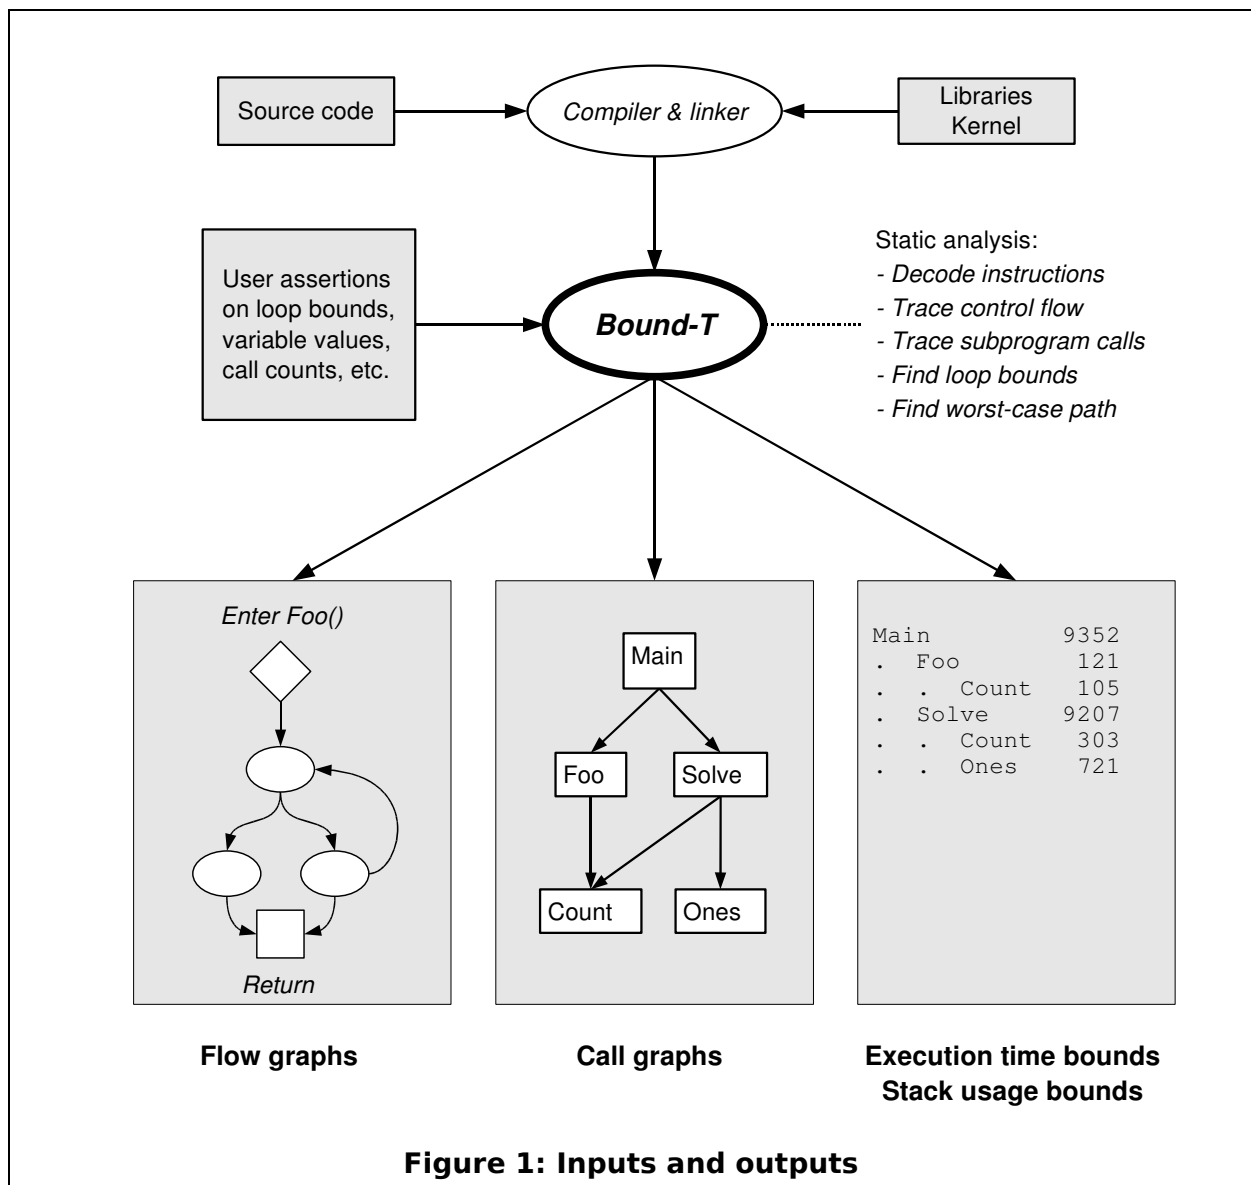 Source code
Compiler & linker
Libraries
Kernel
User assertions
on loop bounds,
variable values,
call counts, etc.
Bound-T
Static analysis:
- Decode instructions
- Trace control flow
- Trace subprogram calls
- Find loop bounds
- Find worst-case path
Enter Foo()
Return
Main
Foo
Solve
Count
Ones
Main 9352
. Foo 121
. . Count 105
. Solve 9207
. . Count 303
. . Ones 721
Flow graphs
Call graphs
Execution time bounds
Stack usage bounds
Figure 1: Inputs and outputs